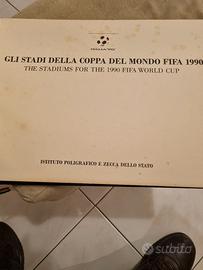 ITALIA '90
GLI STADI DELLA COPPA DEL MONDO FIFA 1990
THE STADIUMS FOR THE 1990 FIFA WORLD CUP
ISTITUTO POLIGRAFICO E ZECCA DELLO STATO
subito